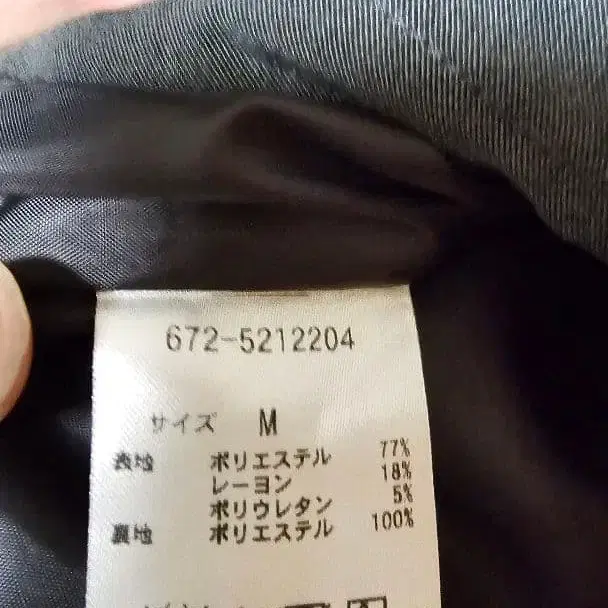 672-5212204
サイズ M
表地 ポリエステル 77%
レーヨン 18%
ポリウレタン 5%
裏地 ポリエステル 100%